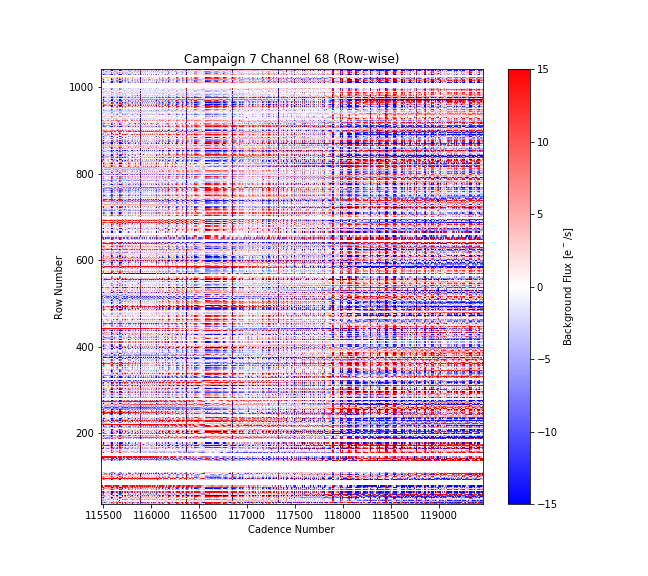 Campaign 7 Channel 68 (Row-wise)
1000
800
600
400
200
Row Number
115500 116000 116500 117000 117500 118000 118500 119000
Cadence Number
15
10
5
0
−5
−10
−15
Background Flux [e⁻/s]